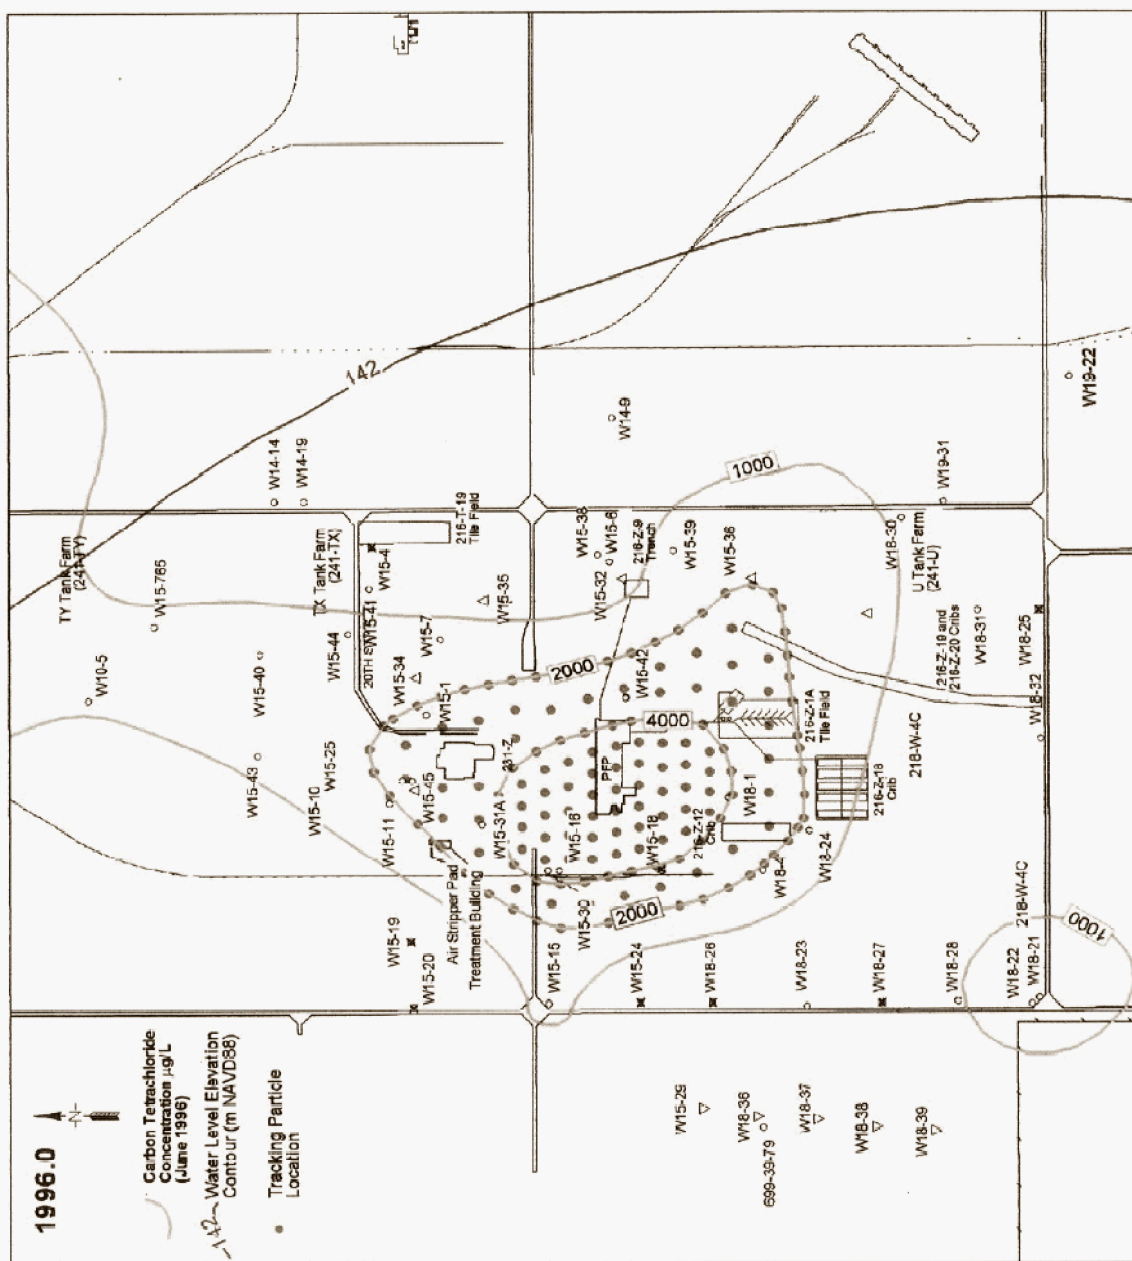 1996.0
N
Carbon Tetrachloride
Concentration µg/L
(June 1996)
142
Water Level Elevation
Contour (m NAVD88)
Tracking Particle
Location
TY Tank Farm
(241-TY)
W10-5
W15-765
W14-14
W14-19
142
TX Tank Farm
(241-TX)
W15-44
W15-40
W15-43
W15-25
W15-10
20TH ST
W15-41
W15-4
216-T-19
Tile Field
W15-34
W15-7
W15-35
W15-1
W15-11
W15-45
231-Z
W15-31A
Air Stripper Pad
Treatment Building
W15-19
W15-20
W15-15
W15-30
W15-16
2000
W15-38
W15-6
W14-9
W15-32
216-Z-9
Trench
W15-39
W15-36
1000
W15-42
4000
PFP
W15-18
2000
W15-24
W18-26
216-Z-12
Crib
W18-1
216-Z-1A
Tile Field
W18-4
W18-24
W18-23
216-Z-18
Crib
218-W-4C
W18-27
W18-28
W18-30
U Tank Farm
(241-U)
W19-31
W19-22
216-Z-19 and
216-Z-20 Cribs
W18-31
W18-25
W18-32
218-W-4C
W18-22
W18-21
1000
W15-29
W18-36
699-39-79
W18-37
W18-38
W18-39